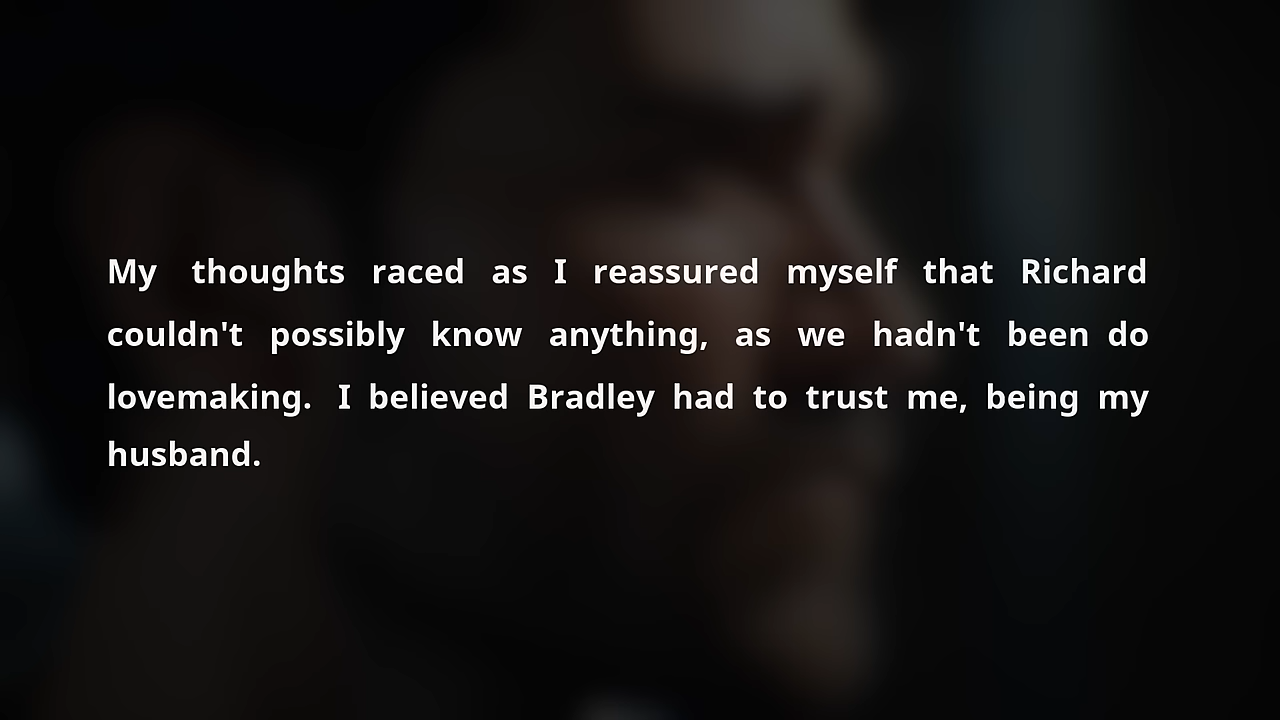 My thoughts raced as I reassured myself that Richard
couldn't possibly know anything, as we hadn't been do
lovemaking. I believed Bradley had to trust me, being my
husband.